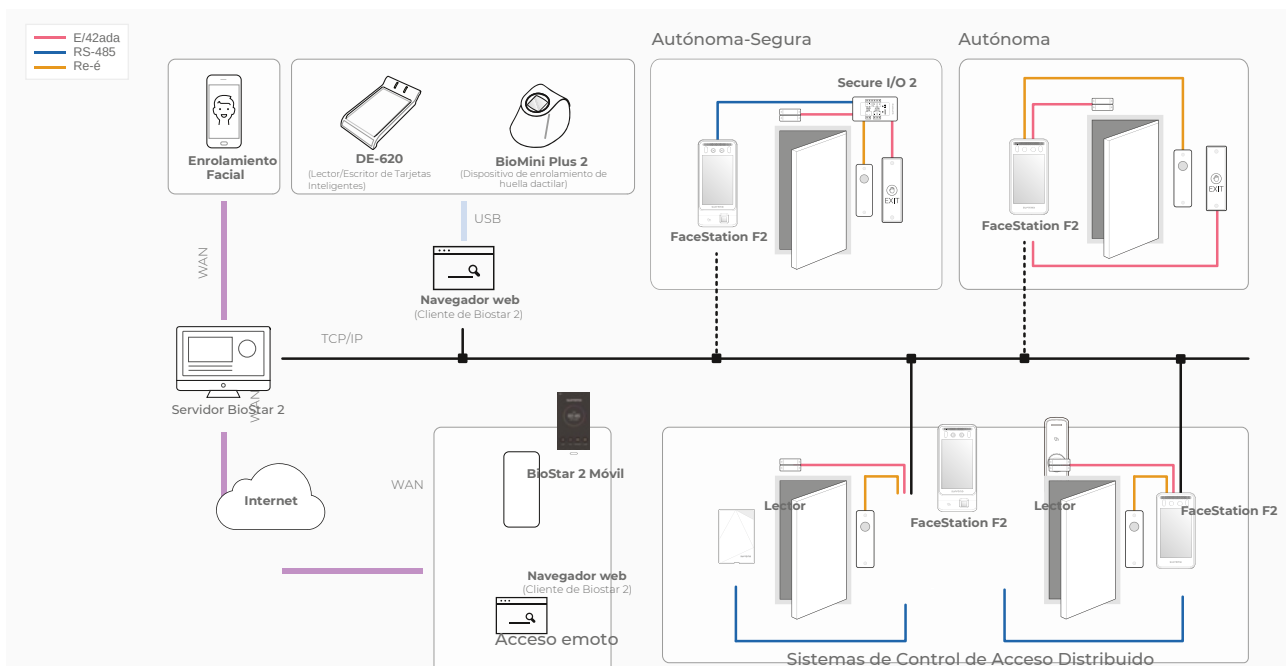 E/42ada
RS-485
Re-é
Autónoma-Segura
Autónoma
Enrolamiento
Facial
DE-620
(Lector/Escritor de Tarjetas
Inteligentes)
BioMini Plus 2
(Dispositivo de enrolamiento de
huella dactilar)
Secure I/O 2
FaceStation F2
EXIT
FaceStation F2
EXIT
WAN
USB
Navegador web
(Cliente de Biostar 2)
TCP/IP
Servidor BioStar 2
WAN
Internet
WAN
BioStar 2 Móvil
Navegador web
(Cliente de Biostar 2)
Acceso emoto
Lector
FaceStation F2
Lector
FaceStation F2
Sistemas de Control de Acceso Distribuido